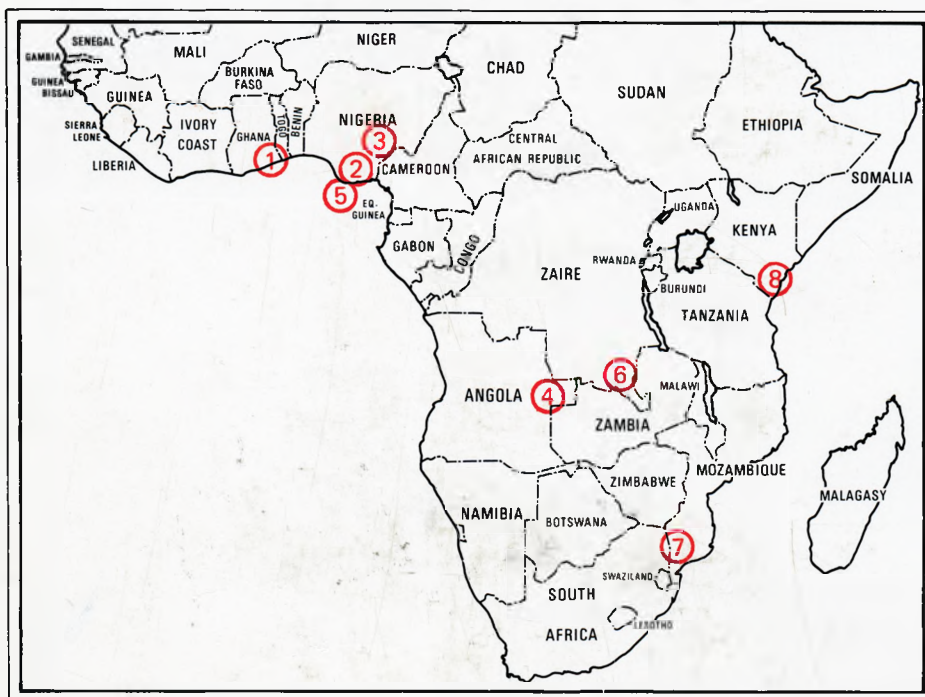 SENEGAL
MALI
NIGER
CHAD
SUDAN
GAMBIA
GUINEA
BISSAU
BURKINA
FASO
GUINEA
NIGERIA
3
ETHIOPIA
SIERRA
LEONE
IVORY
COAST
GHANA
TOGO
BENIN
CENTRAL
AFRICAN REPUBLIC
LIBERIA
1
2
CAMEROON
SOMALIA
5
EQ.
GUINEA
UGANDA
KENYA
GABON
CONGO
RWANDA
ZAIRE
BURUNDI
8
TANZANIA
6
MALAWI
ANGOLA
4
ZAMBIA
MOZAMBIQUE
ZIMBABWE
MALAGASY
NAMIBIA
BOTSWANA
7
SWAZILAND
SOUTH
AFRICA
LESOTHO